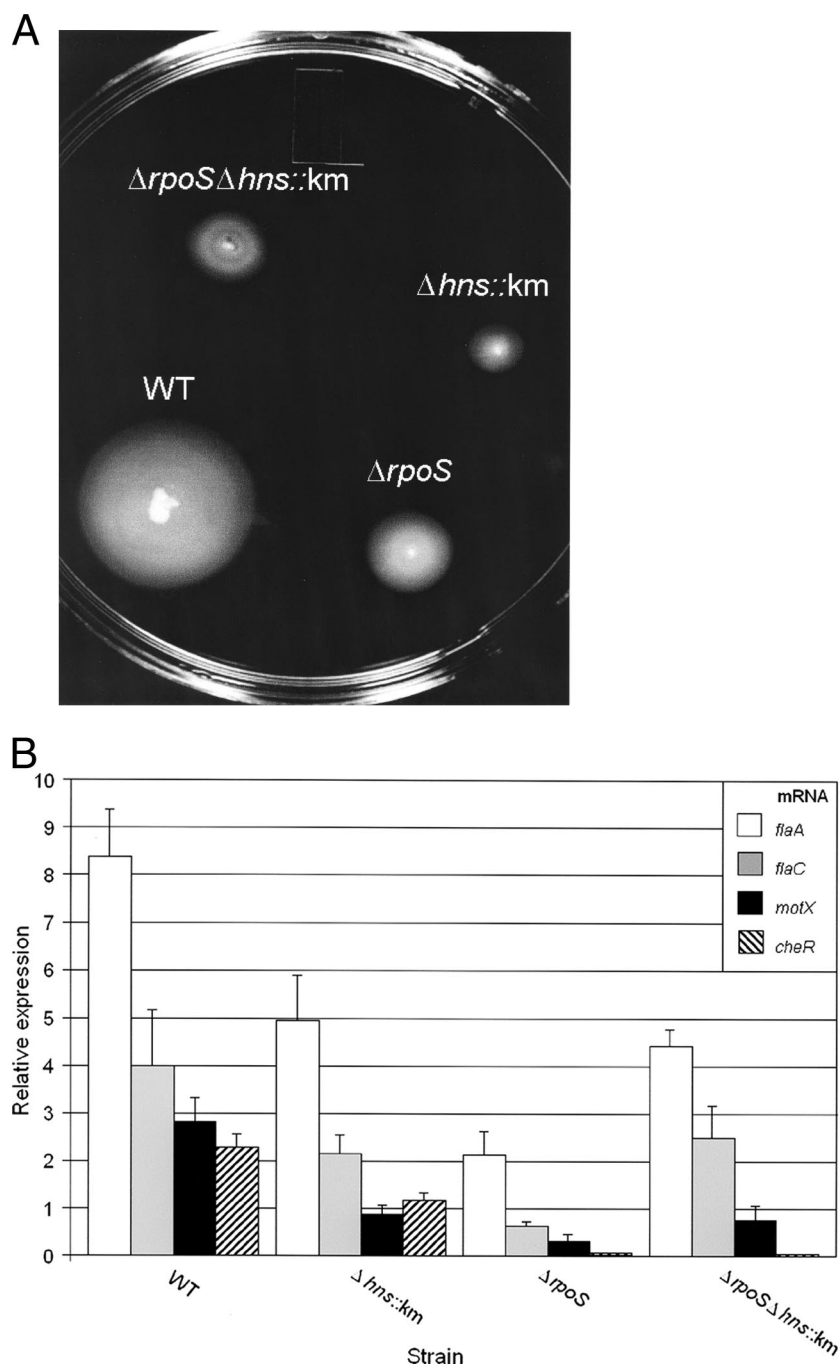 A
ΔrpoSΔhns::km
Δhns::km
WT
ΔrpoS
B
10
9
8
7
6
5
4
3
2
1
0
Relative expression
mRNA
flaA
flaC
motX
cheR
WT
Δhns::km
ΔrpoS
ΔrpoSΔhns::km
Strain